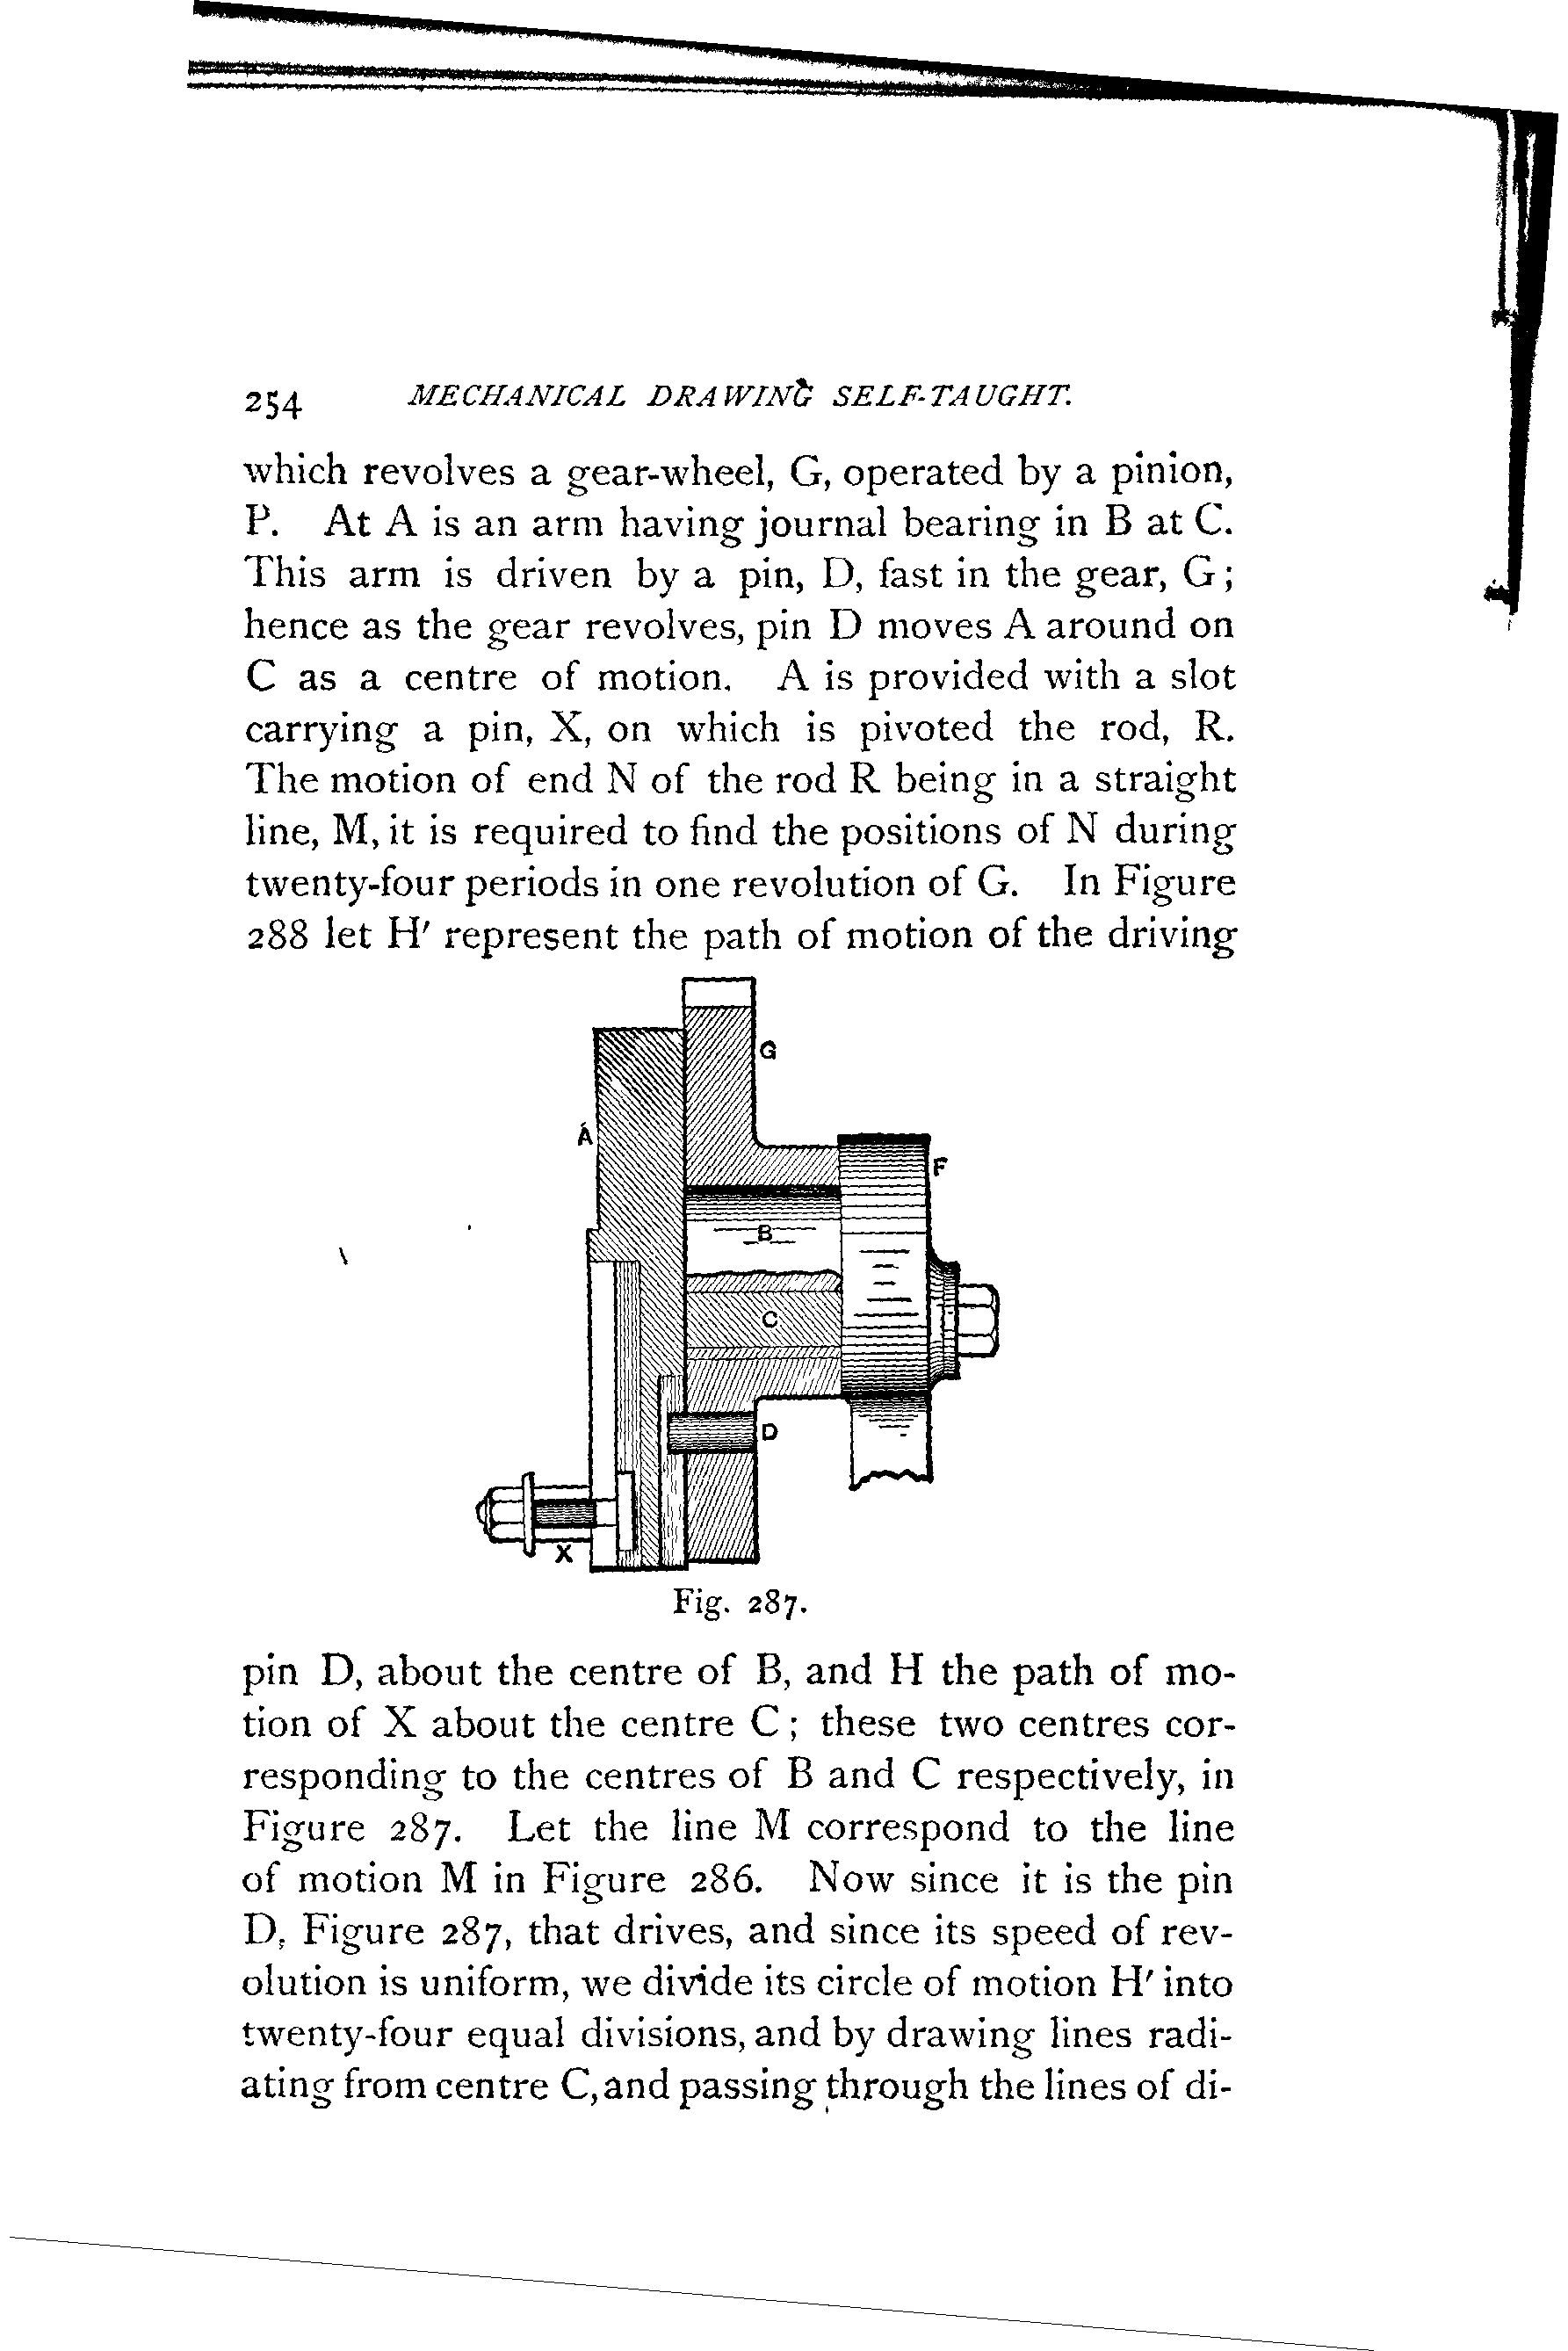 254 MECHANICAL DRAWING SELF-TAUGHT.
which revolves a gear-wheel, G, operated by a pinion,
P. At A is an arm having journal bearing in B at C.
This arm is driven by a pin, D, fast in the gear, G;
hence as the gear revolves, pin D moves A around on
C as a centre of motion. A is provided with a slot
carrying a pin, X, on which is pivoted the rod, R.
The motion of end N of the rod R being in a straight
line, M, it is required to find the positions of N during
twenty-four periods in one revolution of G. In Figure
288 let H′ represent the path of motion of the driving
G
A
F
B
C
D
X
Fig. 287.
pin D, about the centre of B, and H the path of mo-
tion of X about the centre C; these two centres cor-
responding to the centres of B and C respectively, in
Figure 287. Let the line M correspond to the line
of motion M in Figure 286. Now since it is the pin
D, Figure 287, that drives, and since its speed of rev-
olution is uniform, we divide its circle of motion H′ into
twenty-four equal divisions, and by drawing lines radi-
ating from centre C, and passing through the lines of di-